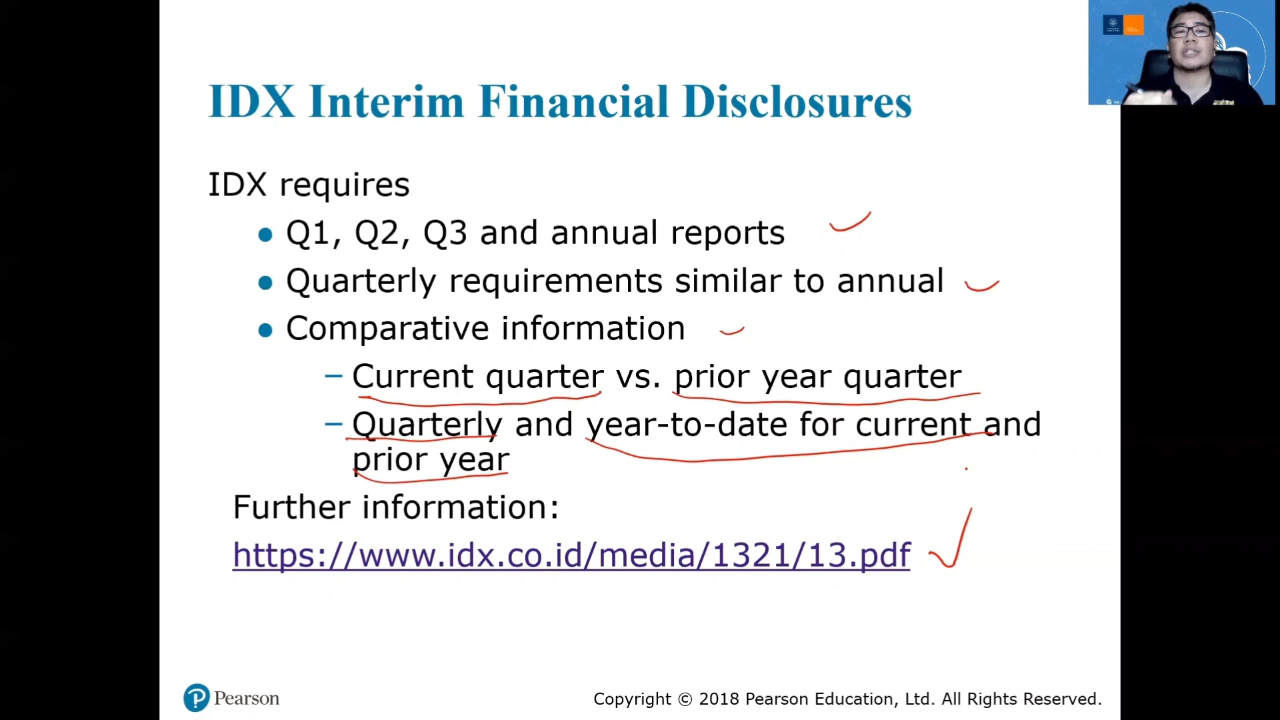 IDX Interim Financial Disclosures
IDX requires
● Q1, Q2, Q3 and annual reports
● Quarterly requirements similar to annual
● Comparative information
– Current quarter vs. prior year quarter
– Quarterly and year-to-date for current and
prior year
Further information:
https://www.idx.co.id/media/1321/13.pdf
P Pearson
Copyright © 2018 Pearson Education, Ltd. All Rights Reserved.